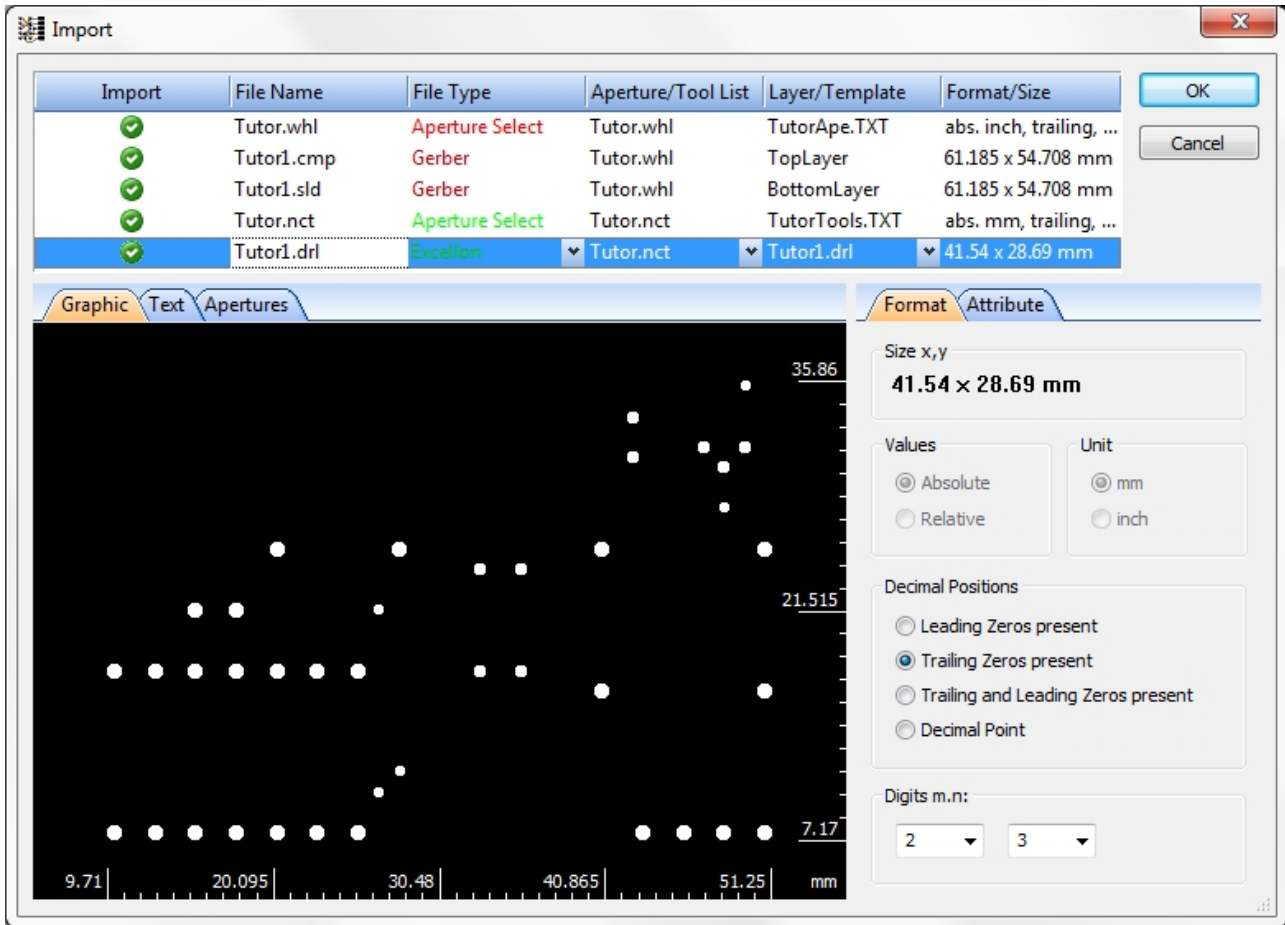 Import
Import File Name File Type Aperture/Tool List Layer/Template Format/Size
Tutor.whl Aperture Select Tutor.whl TutorApe.TXT abs. inch, trailing, ...
Tutor1.cmp Gerber Tutor.whl TopLayer 61.185 x 54.708 mm
Tutor1.sld Gerber Tutor.whl BottomLayer 61.185 x 54.708 mm
Tutor.nct Aperture Select Tutor.nct TutorTools.TXT abs. mm, trailing, ...
Tutor1.drl Excellon Tutor.nct Tutor1.drl 41.54 x 28.69 mm
OK
Cancel
Graphic Text Apertures
35.86
21.515
7.17
9.71 20.095 30.48 40.865 51.25 mm
Format Attribute
Size x,y
41.54 x 28.69 mm
Values
Absolute
Relative
Unit
mm
inch
Decimal Positions
Leading Zeros present
Trailing Zeros present
Trailing and Leading Zeros present
Decimal Point
Digits m.n:
2 3